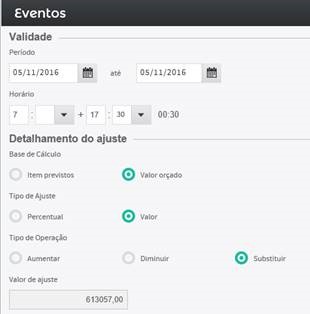 Eventos
Validade
Período
05/11/2016 até 05/11/2016
Horário
7 : + 17 : 30 00:30
Detalhamento do ajuste
Base de Cálculo
Item previstos Valor orçado
Tipo de Ajuste
Percentual Valor
Tipo de Operação
Aumentar Diminuir Substituir
Valor de ajuste
613057,00